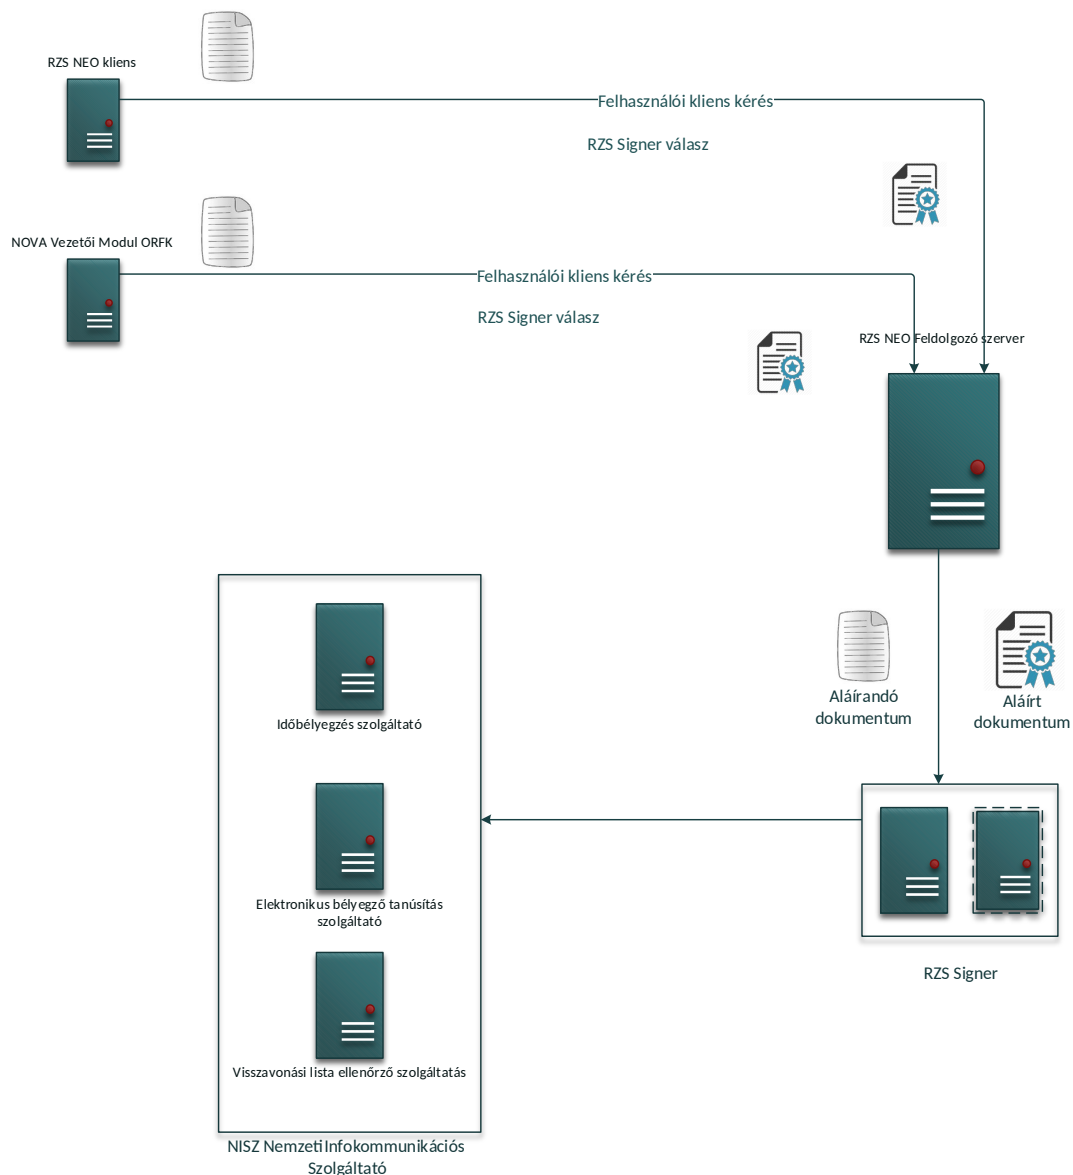 RZS NEO kliens
Felhasználói kliens kérés
RZS Signer válasz
NOVA Vezetői Modul ORFK
Felhasználói kliens kérés
RZS Signer válasz
RZS NEO Feldolgozó szerver
Aláírandó
dokumentum
Aláírt
dokumentum
Időbélyegzés szolgáltató
Elektronikus bélyegző tanúsítás
szolgáltató
RZS Signer
Visszavonási lista ellenőrző szolgáltatás
NISZ Nemzeti Infokommunikációs
Szolgáltató